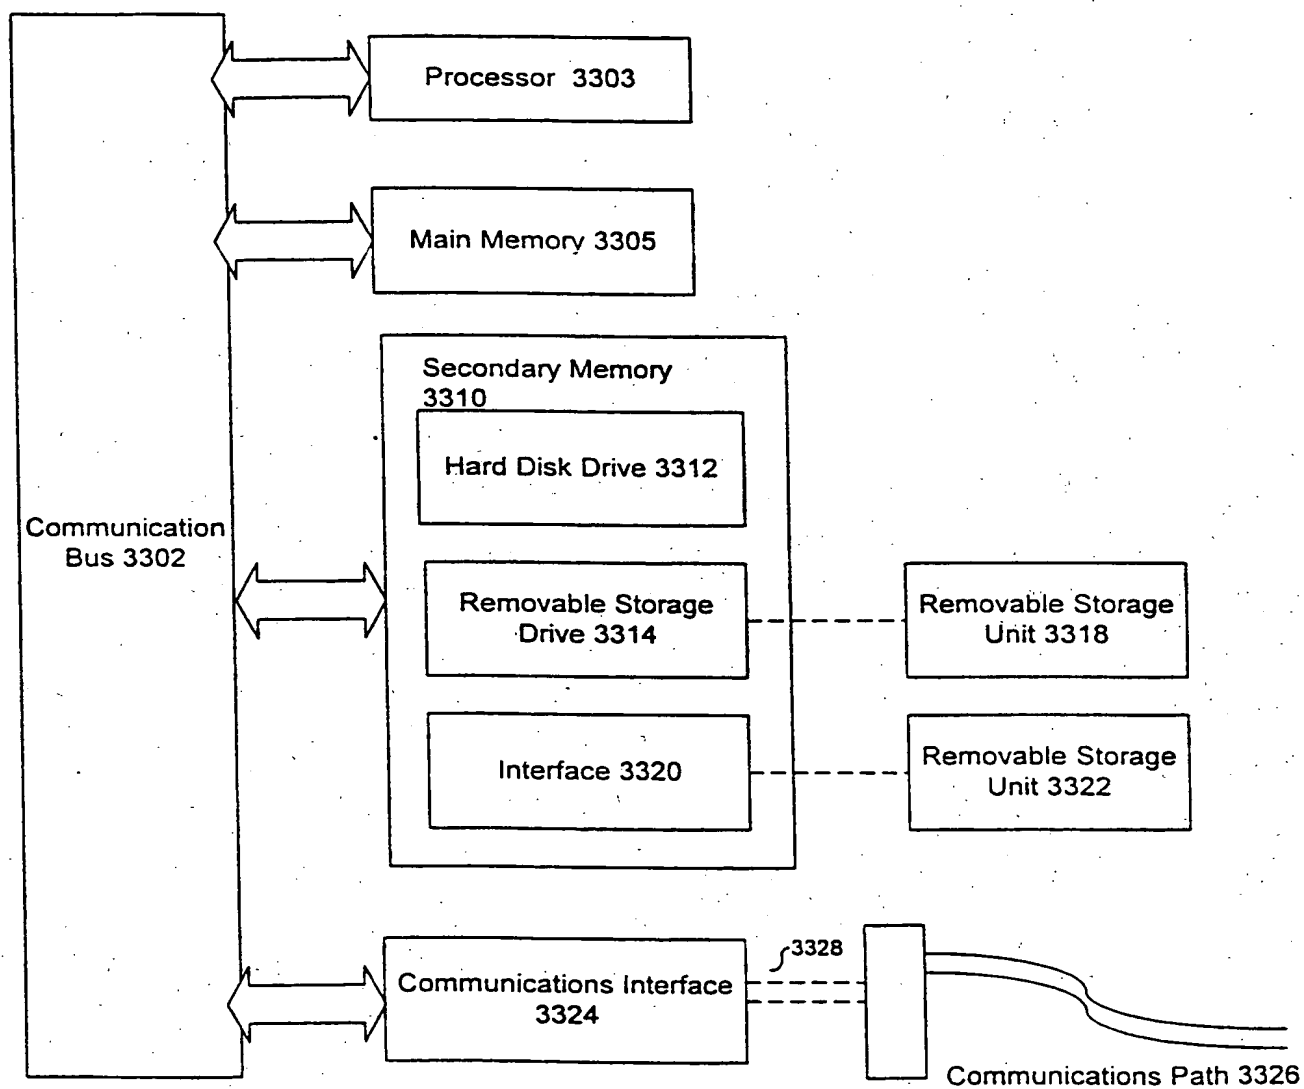 Processor 3303
Main Memory 3305
Secondary Memory
3310
Hard Disk Drive 3312
Communication
Bus 3302
Removable Storage
Drive 3314
Removable Storage
Unit 3318
Interface 3320
Removable Storage
Unit 3322
3328
Communications Interface
3324
Communications Path 3326